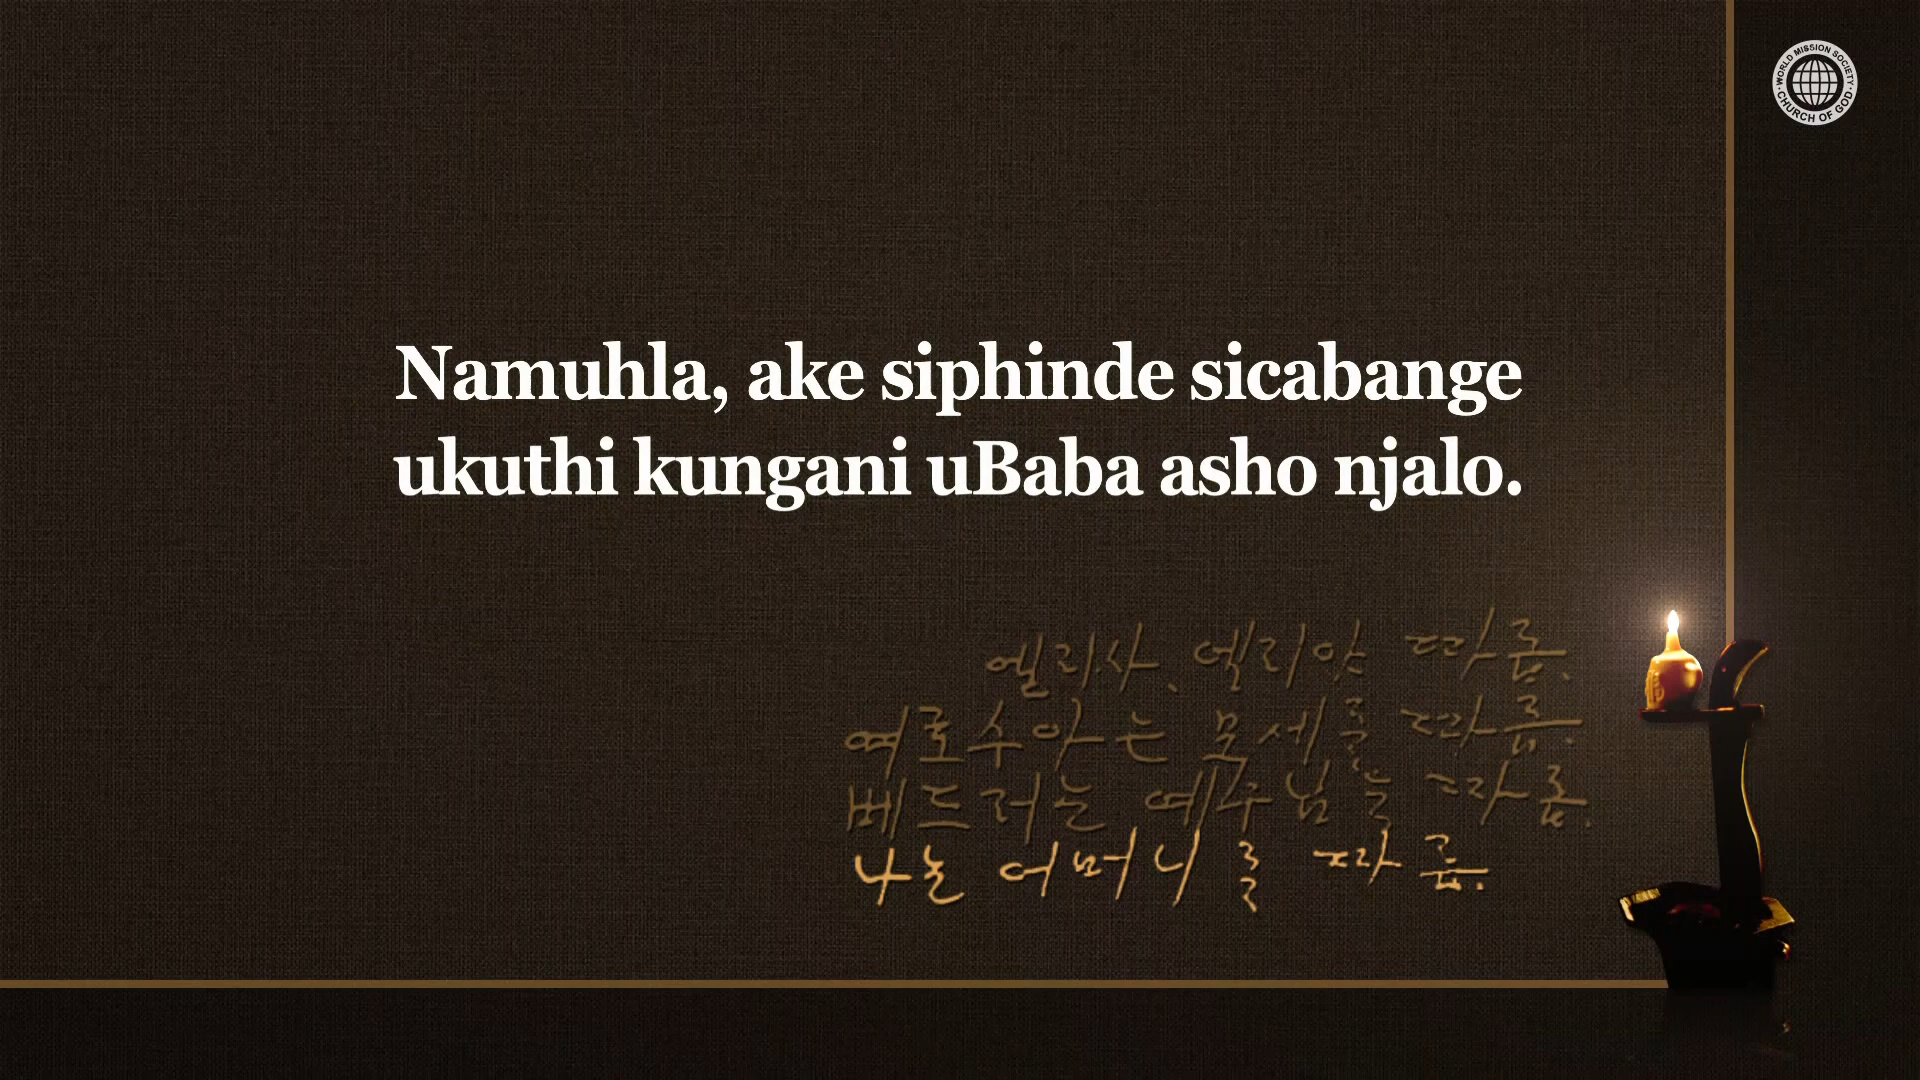 WORLD MISSION SOCIETY
CHURCH OF GOD
Namuhla, ake siphinde sicabange
ukuthi kungani uBaba asho njalo.
엘리사, 엘리야 따름.
여호수아는 모세를 따름.
베드로는 예수님을 따름.
나는 어머니를 따름.